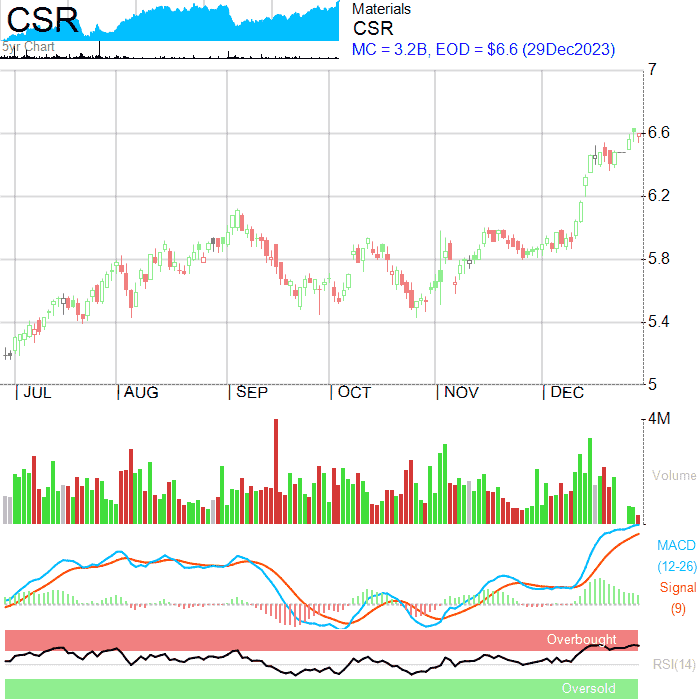 CSR
5yr Chart
Materials
CSR
MC = 3.2B, EOD = $6.6 (29Dec2023)
7
6.6
6.2
5.8
5.4
5
JUL AUG SEP OCT NOV DEC
4M
Volume
MACD
(12-26)
Signal
(9)
Overbought
RSI(14)
Oversold